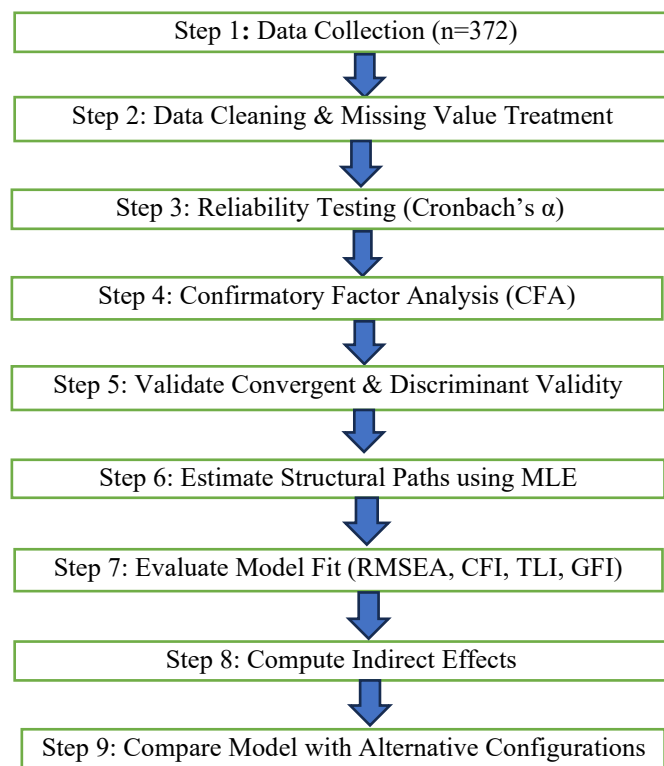 Step 1: Data Collection (n=372)
Step 2: Data Cleaning & Missing Value Treatment
Step 3: Reliability Testing (Cronbach’s α)
Step 4: Confirmatory Factor Analysis (CFA)
Step 5: Validate Convergent & Discriminant Validity
Step 6: Estimate Structural Paths using MLE
Step 7: Evaluate Model Fit (RMSEA, CFI, TLI, GFI)
Step 8: Compute Indirect Effects
Step 9: Compare Model with Alternative Configurations